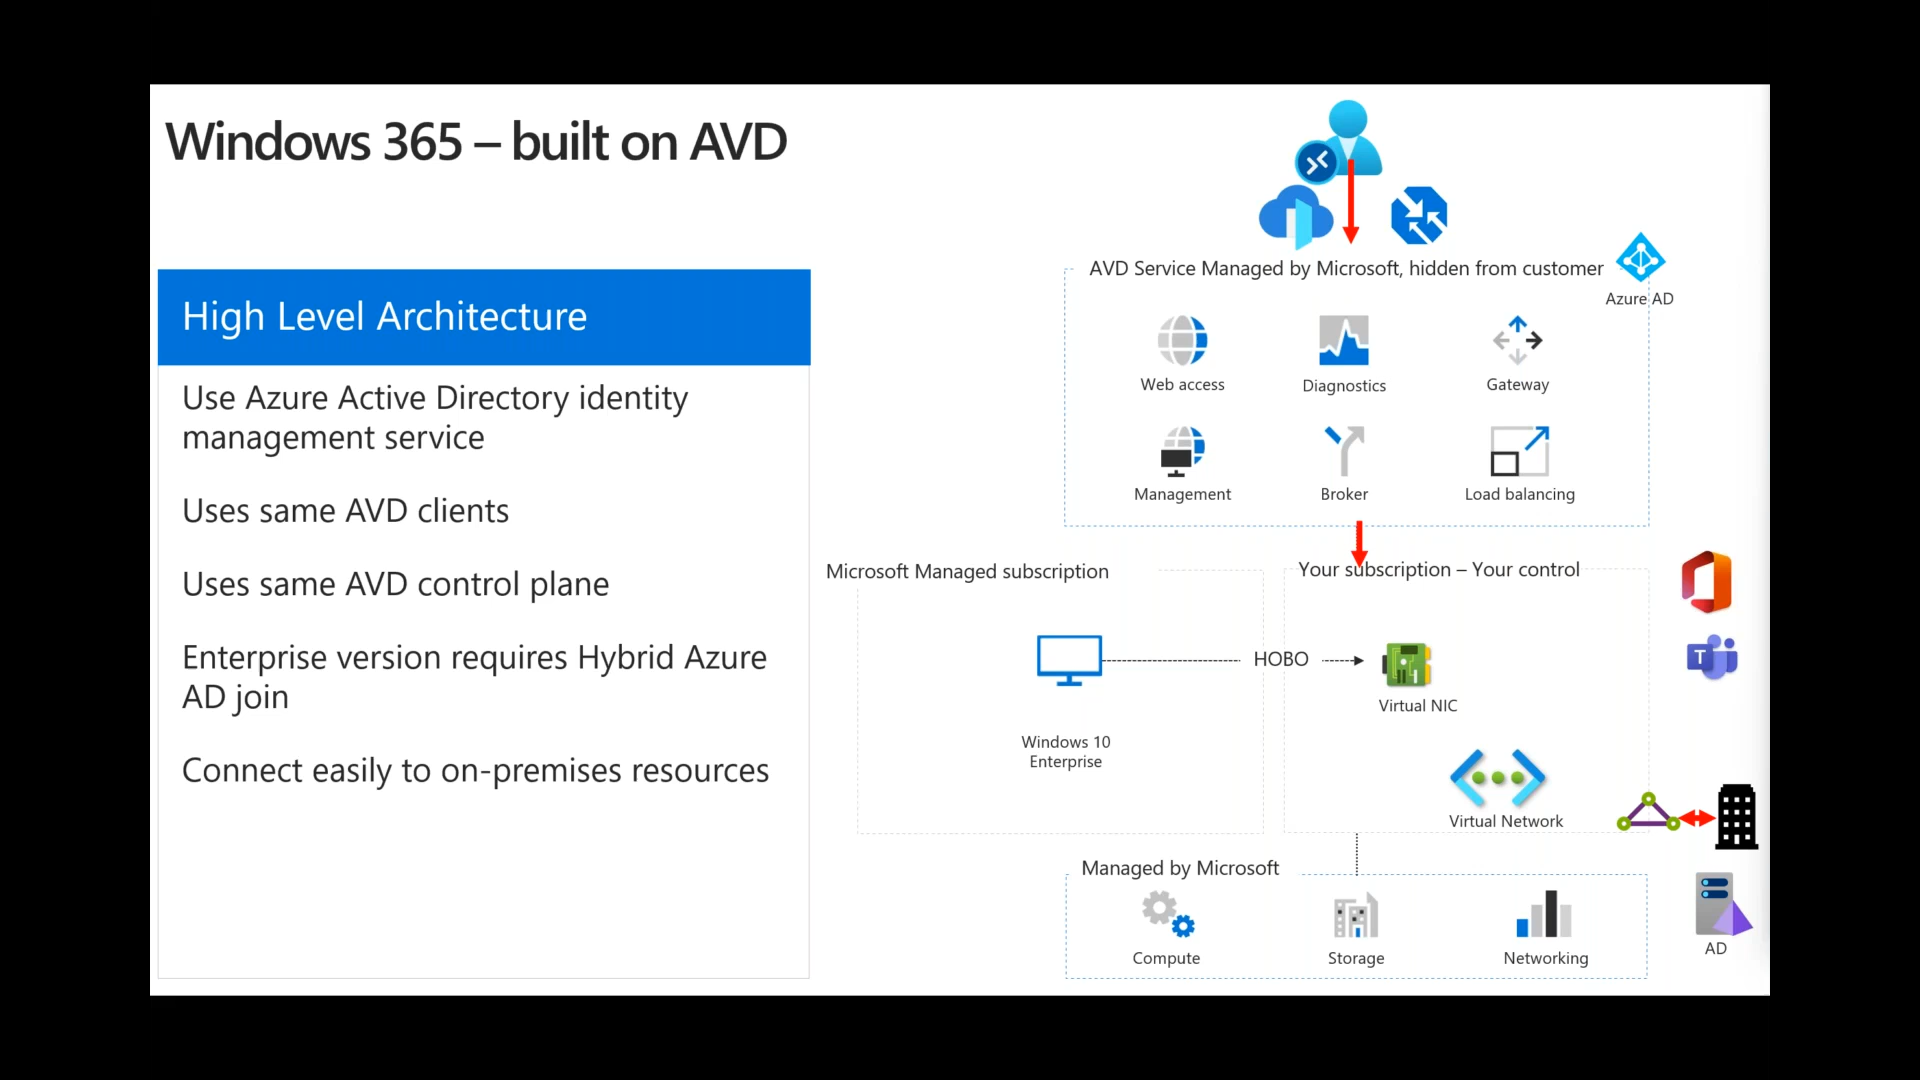 Windows 365 – built on AVD
High Level Architecture
Use Azure Active Directory identity
management service
Uses same AVD clients
Uses same AVD control plane
Enterprise version requires Hybrid Azure
AD join
Connect easily to on-premises resources
AVD Service Managed by Microsoft, hidden from customer
Azure AD
Web access
Diagnostics
Gateway
Management
Broker
Load balancing
Microsoft Managed subscription
Your subscription – Your control
HOBO
Virtual NIC
Windows 10
Enterprise
T
Virtual Network
Managed by Microsoft
Compute
Storage
Networking
AD